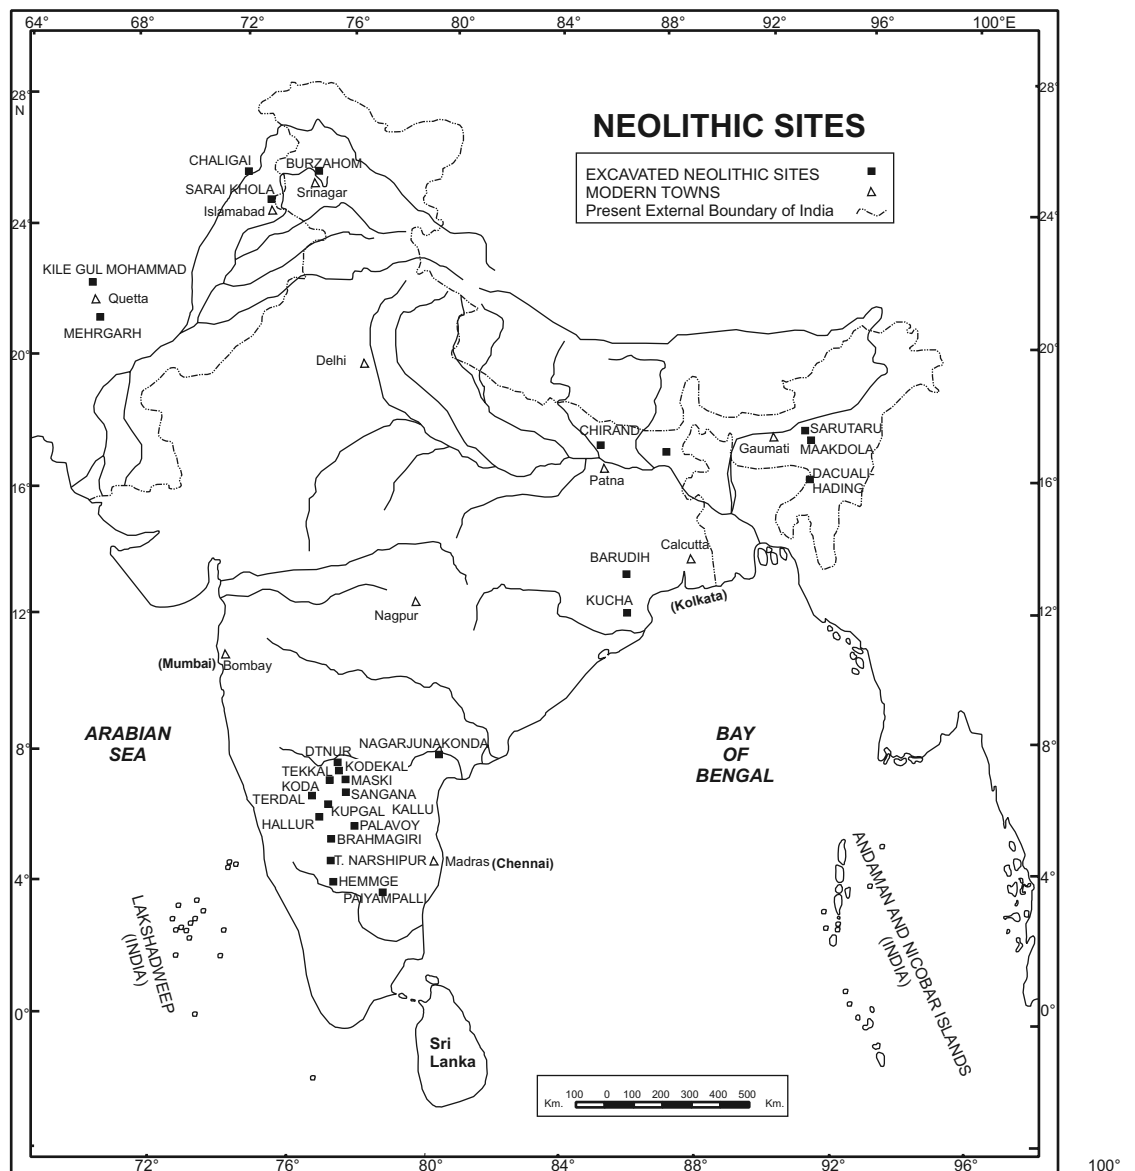 64° 68° 72° 76° 80° 84° 88° 92° 96° 100°E
28°
N
28°
NEOLITHIC SITES
EXCAVATED NEOLITHIC SITES
MODERN TOWNS
Present External Boundary of India
CHALIGAI
BURZAHOM
SARAI KHOLA
Srinagar
Islamabad
24°
24°
KILE GUL MOHAMMAD
Quetta
MEHRGARH
20°
20°
Delhi
CHIRAND
SARUTARU
Gaumati
MAAKDOLA
Patna
DACUALI-
HADING
16°
16°
Calcutta
BARUDIH
KUCHA
(Kolkata)
Nagpur
12°
12°
(Mumbai)
Bombay
ARABIAN
SEA
BAY
OF
BENGAL
8°
8°
NAGARJUNAKONDA
DTNUR
KODEKAL
TEKKAL
MASKI
KODA
SANGANA
TERDAL
KUPGAL
KALLU
HALLUR
PALAVOY
BRAHMAGIRI
T. NARSHIPUR
Madras (Chennai)
HEMMGE
PAIYAMPALLI
4°
4°
LAKSHADWEEP
(INDIA)
ANDAMAN AND NICOBAR ISLANDS
(INDIA)
0°
0°
Sri
Lanka
100 0 100 200 300 400 500
Km. Km.
72° 76° 80° 84° 88° 92° 96° 100°